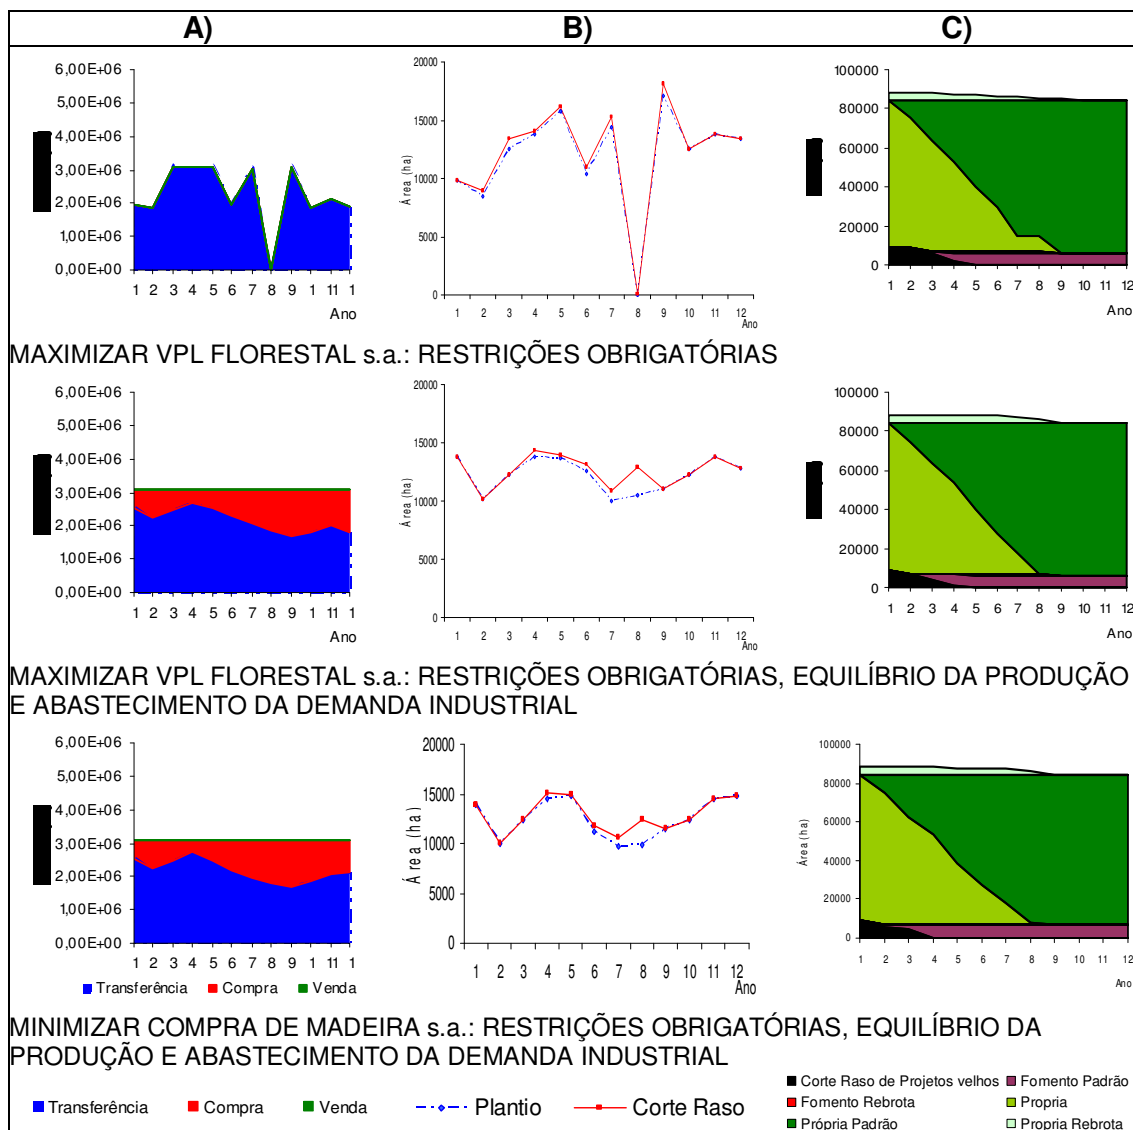 A) B) C)
6,00E+06
5,00E+06
4,00E+06
3,00E+06
2,00E+06
1,00E+06
0,00E+00
1 2 3 4 5 6 7 8 9 1 11 1
Ano
20000
15000
10000
5000
0
Área (ha)
1 2 3 4 5 6 7 8 9 10 11 12
Ano
100000
80000
60000
40000
20000
0
1 2 3 4 5 6 7 8 9 10 11 12
Ano
MAXIMIZAR VPL FLORESTAL s.a.: RESTRIÇÕES OBRIGATÓRIAS
6,00E+06
5,00E+06
4,00E+06
3,00E+06
2,00E+06
1,00E+06
0,00E+00
1 2 3 4 5 6 7 8 9 1 11 1
Ano
20000
15000
10000
5000
0
Área (ha)
1 2 3 4 5 6 7 8 9 10 11 12
Ano
100000
80000
60000
40000
20000
0
1 2 3 4 5 6 7 8 9 10 11 12
Ano
MAXIMIZAR VPL FLORESTAL s.a.: RESTRIÇÕES OBRIGATÓRIAS, EQUILÍBRIO DA PRODUÇÃO
E ABASTECIMENTO DA DEMANDA INDUSTRIAL
6,00E+06
5,00E+06
4,00E+06
3,00E+06
2,00E+06
1,00E+06
0,00E+00
1 2 3 4 5 6 7 8 9 1 11 1
Transferência Compra Venda
20000
15000
10000
5000
0
Área (ha)
1 2 3 4 5 6 7 8 9 10 11 12
Ano
100000
80000
60000
40000
20000
0
Área (ha)
1 2 3 4 5 6 7 8 9 10 11 12
Ano
MINIMIZAR COMPRA DE MADEIRA s.a.: RESTRIÇÕES OBRIGATÓRIAS, EQUILÍBRIO DA
PRODUÇÃO E ABASTECIMENTO DA DEMANDA INDUSTRIAL
Transferência Compra Venda
Plantio Corte Raso
Corte Raso de Projetos velhos Fomento Padrão
Fomento Rebrota Propria
Própria Padrão Propria Rebrota